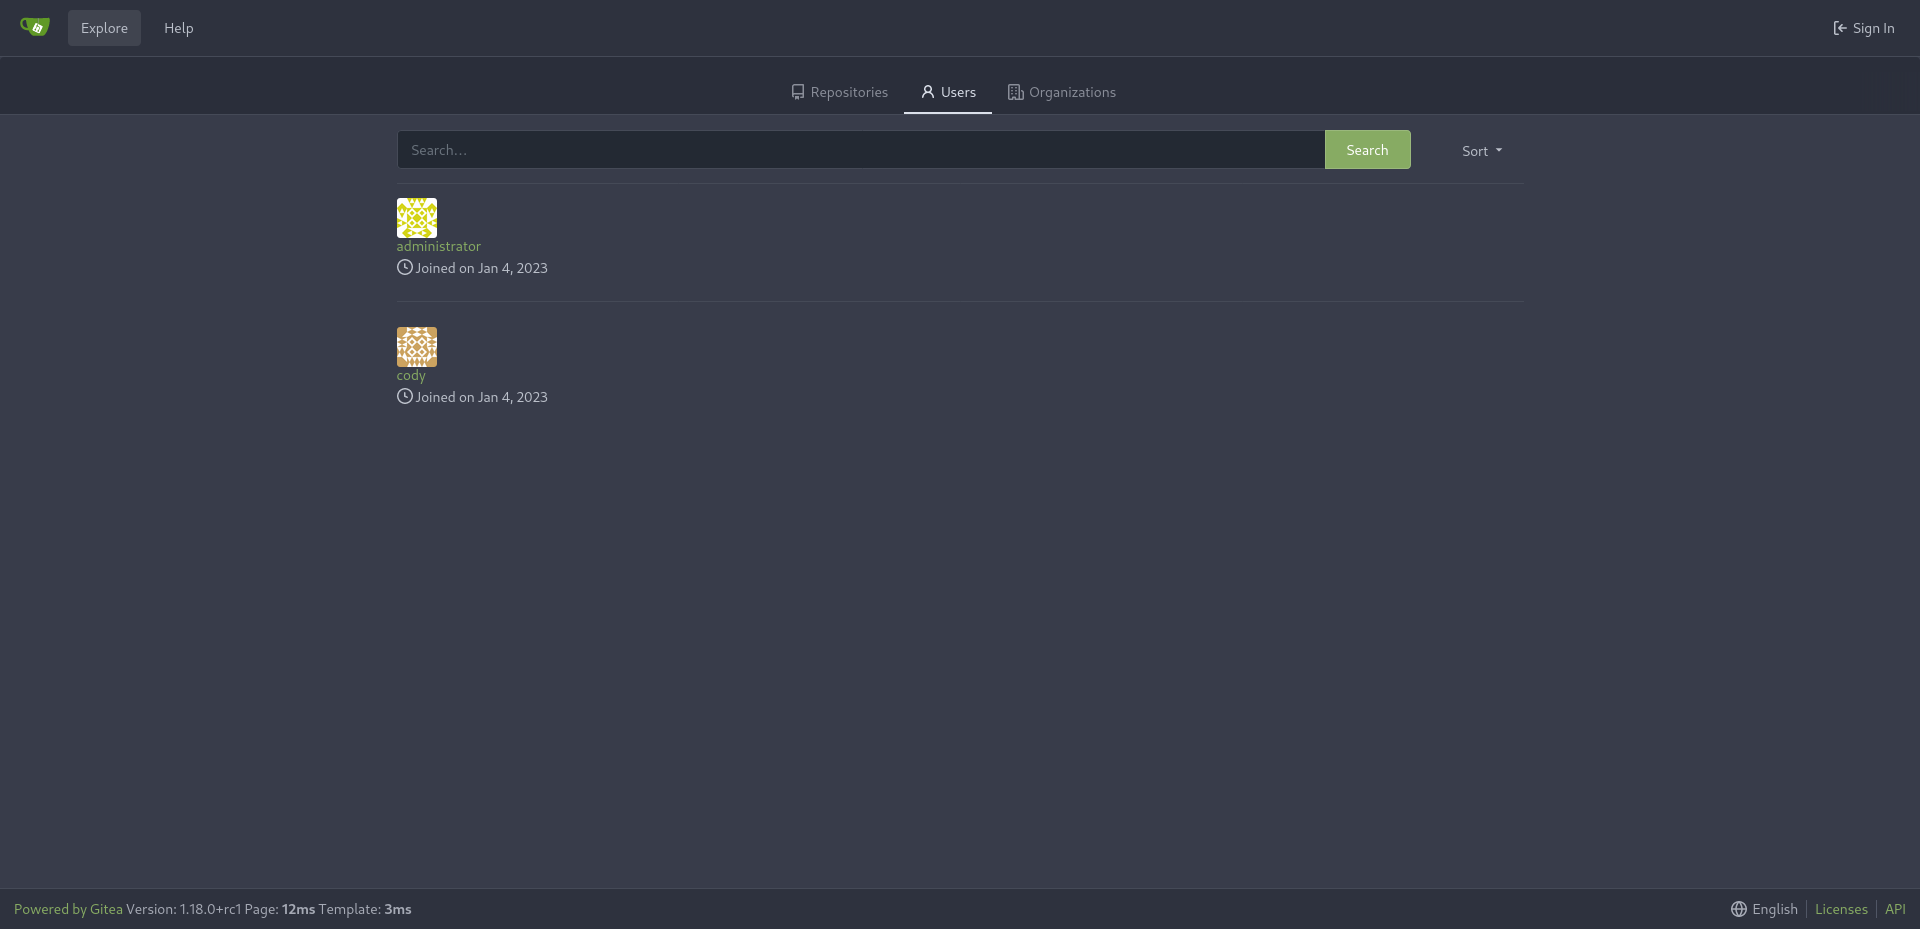 Explore Help Sign In
Repositories Users Organizations
Search... Search Sort
administrator
Joined on Jan 4, 2023
cody
Joined on Jan 4, 2023
Powered by Gitea Version: 1.18.0+rc1 Page: 12ms Template: 3ms English Licenses API